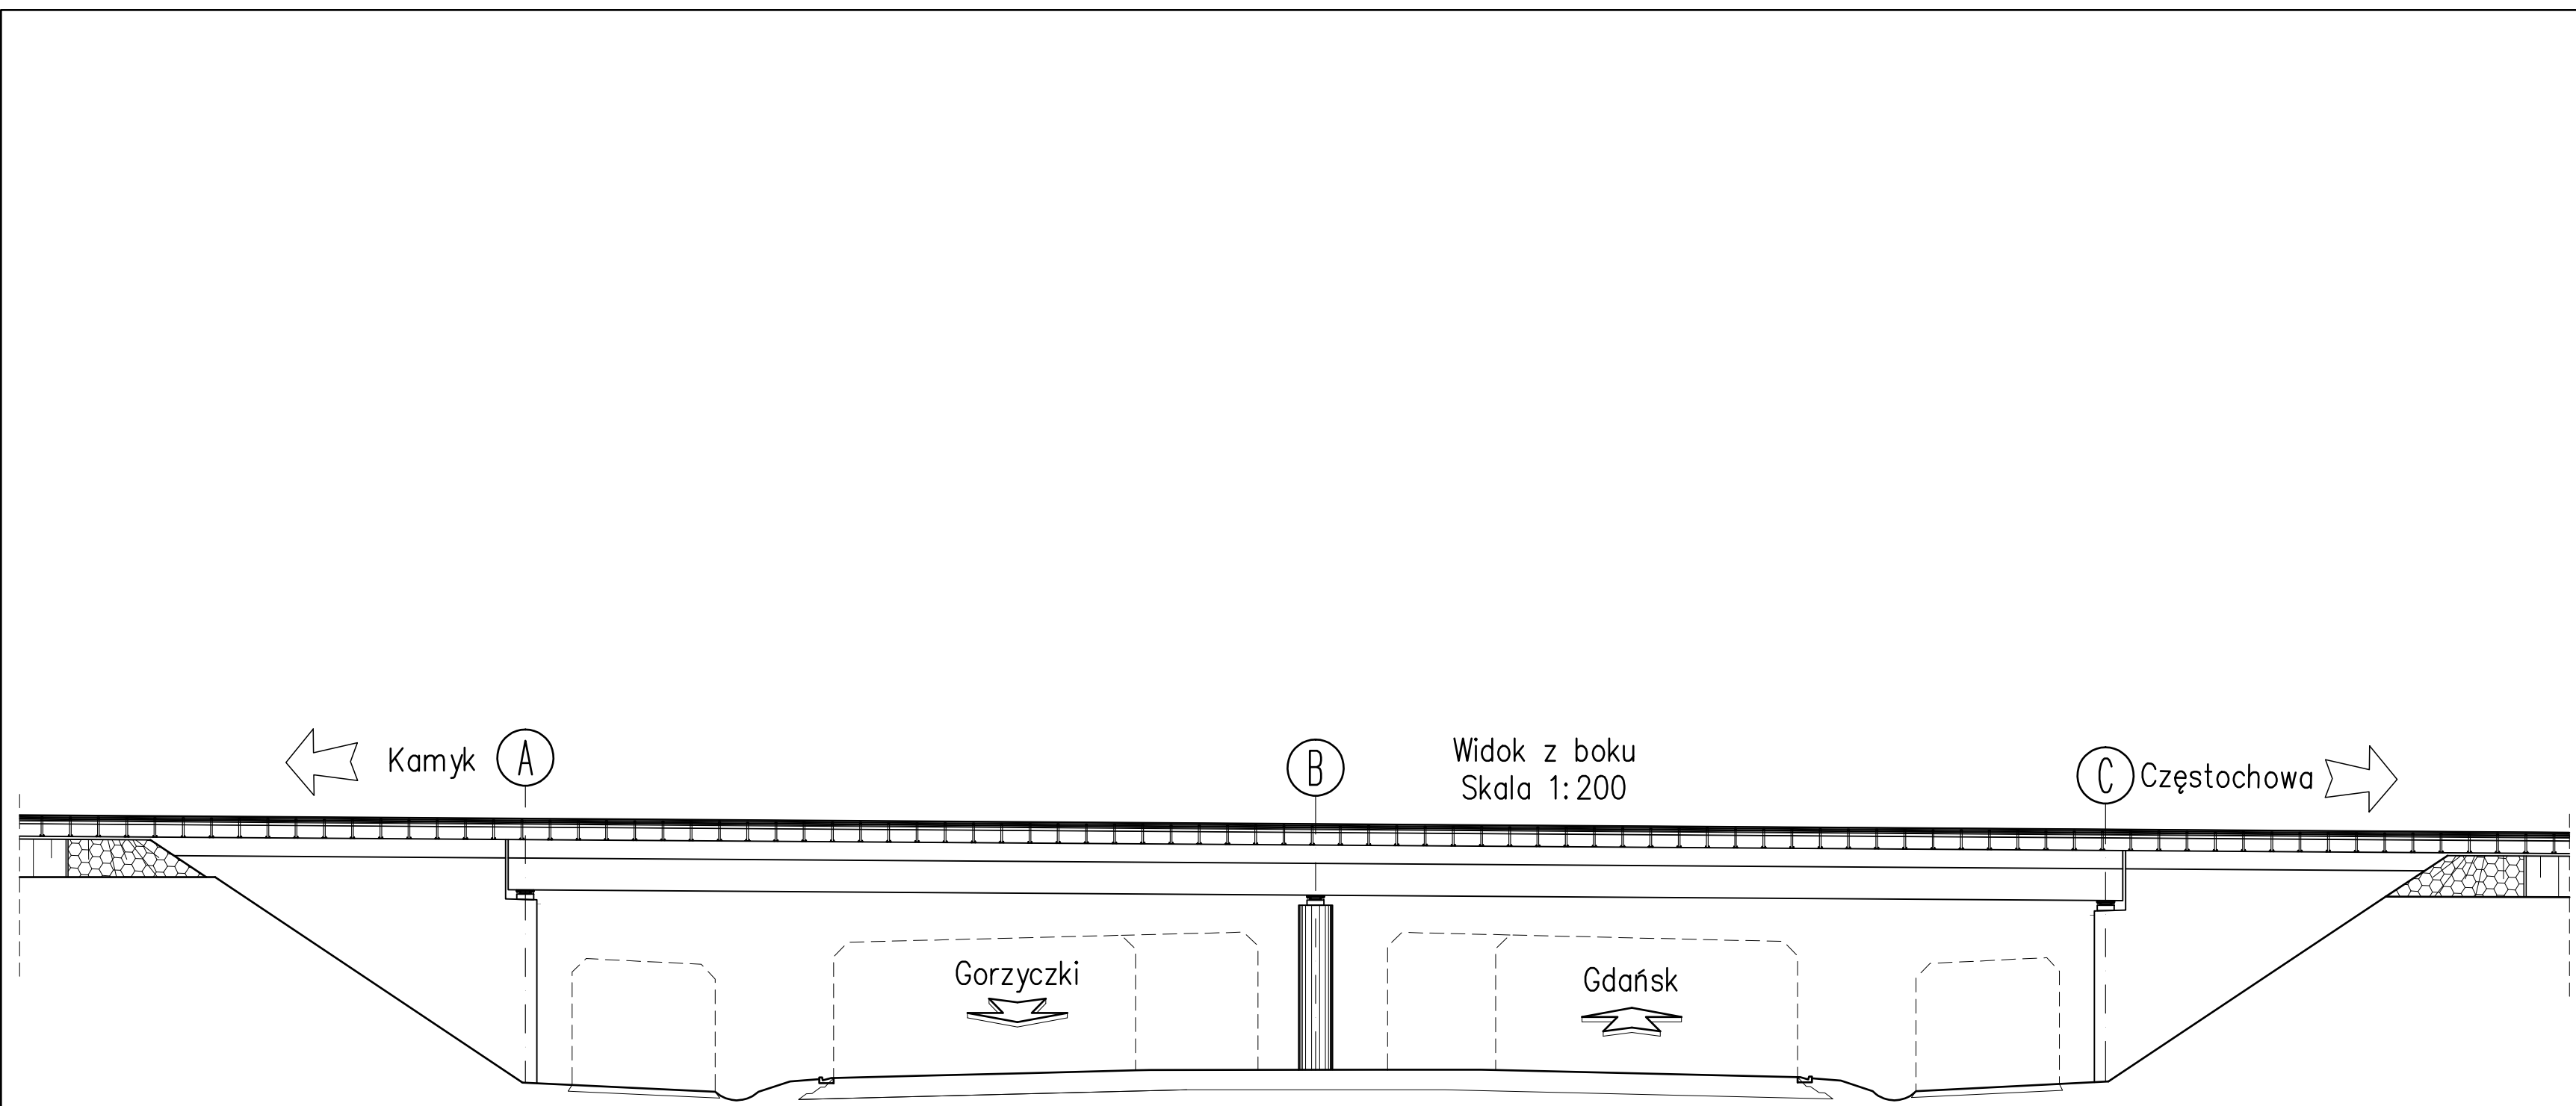 Widok z boku
Skala 1:200
Kamyk A
B
C Częstochowa
Gorzyczki
Gdańsk